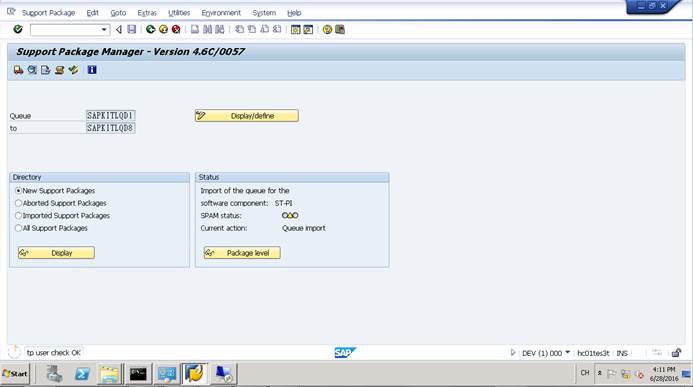 Support Package Edit Goto Extras Utilities Environment System Help
Support Package Manager - Version 4.6C/0057
Queue SAPKITLQD1 Display/define
to SAPKITLQD8
Directory Status
New Support Packages Import of the queue for the
Aborted Support Packages software component: ST-PI
Imported Support Packages SPAM status:
All Support Packages Current action: Queue import
Display Package level
tp user check OK SAP DEV (1) 000 hc01tes3t INS
Start CH 4:11 PM
6/28/2016